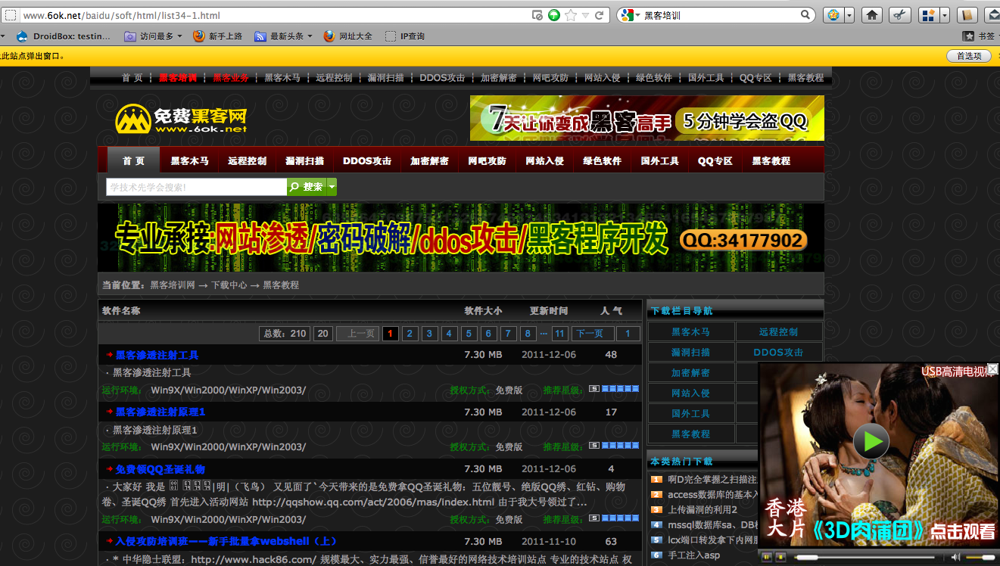 www.6ok.net/baidu/soft/html/list34-1.html
黑客培训
DroidBox: testin...
访问最多
新手上路
最新头条
网址大全
IP查询
书签
此站点弹出窗口。
首选项
首 页 ┆ 黑客培训 ┆ 黑客业务 ┆ 黑客木马 ┆ 远程控制 ┆ 漏洞扫描 ┆ DDOS攻击 ┆ 加密解密 ┆ 网吧攻防 ┆ 网站入侵 ┆ 绿色软件 ┆ 国外工具 ┆ QQ专区 ┆ 黑客教程
免费黑客网
www.6ok.net
7天让你变成黑客高手 5分钟学会盗QQ
首 页 黑客木马 远程控制 漏洞扫描 DDOS攻击 加密解密 网吧攻防 网站入侵 绿色软件 国外工具 QQ专区 黑客教程
学技术先学会搜索!
搜索
专业承接:网站渗透/密码破解/ddos攻击/黑客程序开发 QQ:34177902
当前位置: 黑客培训网 → 下载中心 → 黑客教程
软件名称 软件大小 更新时间 人 气
总数: 210 20 上一页 1 2 3 4 5 6 7 8 ··· 11 下一页 1
黑客渗透注射工具 7.30 MB 2011-12-06 48
· 黑客渗透注射工具
运行环境: Win9X/Win2000/WinXP/Win2003/ 授权方式: 免费版 推荐星级: 5
黑客渗透注射原理1 7.30 MB 2011-12-06 17
· 黑客渗透注射原理1
运行环境: Win9X/Win2000/WinXP/Win2003/ 授权方式: 免费版 推荐星级: 5
免费领QQ圣诞礼物 7.30 MB 2011-12-06 4
· 大家好 我是 |明|（飞鸟） 又见面了`今天带来的是免费拿QQ圣诞礼物: 五位靓号、绝版QQ绣、红钻、购物
卷、圣诞QQ绣 首先进入活动网站 http://qqshow.qq.com/act/2006/mas/index.html 由于我大号领过了...
运行环境: Win9X/Win2000/WinXP/Win2003/ 授权方式: 免费版 推荐星级: 5
入侵攻防培训班——新手批量拿webshell（上） 7.30 MB 2011-11-10 63
· * 中华隐士联盟: http://www.hack86.com/ 规模最大、实力最强、信誉最好的网络技术培训站点 专业的技术站点 权
下载栏目导航
黑客木马 远程控制
漏洞扫描 DDOS攻击
加密解密
网站入侵
国外工具
黑客教程
本类热门下载
1 啊D完全掌握之扫描注
2 access数据库的基本入
3 上传漏洞的利用2
4 mssql数据库sa、DB权
5 lcx端口转发拿下内网服
6 手工注入asp
USB高清电视棒
香港
大片《3D肉蒲团》点击观看